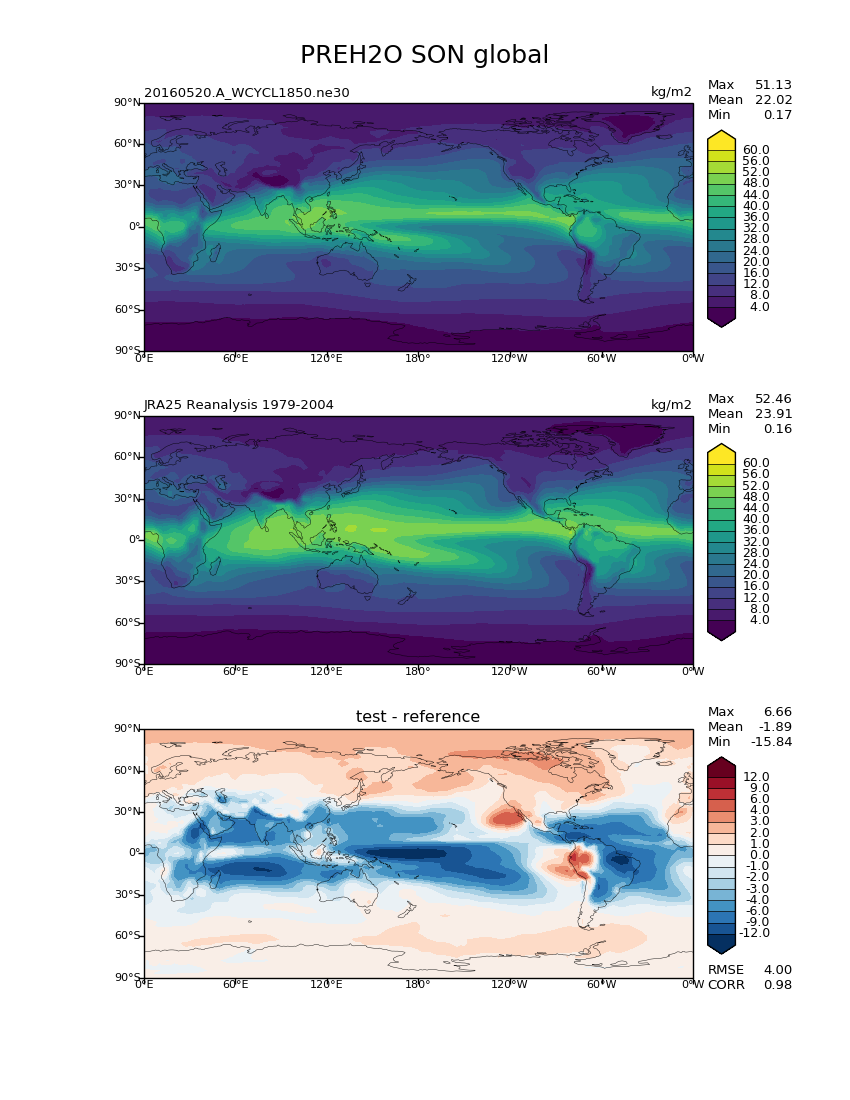 PREH2O SON global
20160520.A_WCYCL1850.ne30 kg/m2
Max 51.13
Mean 22.02
Min 0.17
90°N
60°N
30°N
0°
30°S
60°S
90°S
0°E 60°E 120°E 180° 120°W 60°W 0°W
60.0
56.0
52.0
48.0
44.0
40.0
36.0
32.0
28.0
24.0
20.0
16.0
12.0
8.0
4.0
JRA25 Reanalysis 1979-2004 kg/m2
Max 52.46
Mean 23.91
Min 0.16
90°N
60°N
30°N
0°
30°S
60°S
90°S
0°E 60°E 120°E 180° 120°W 60°W 0°W
60.0
56.0
52.0
48.0
44.0
40.0
36.0
32.0
28.0
24.0
20.0
16.0
12.0
8.0
4.0
test - reference
Max 6.66
Mean -1.89
Min -15.84
90°N
60°N
30°N
0°
30°S
60°S
90°S
0°E 60°E 120°E 180° 120°W 60°W 0°W
12.0
9.0
6.0
4.0
3.0
2.0
1.0
0.0
-1.0
-2.0
-3.0
-4.0
-6.0
-9.0
-12.0
RMSE 4.00
CORR 0.98